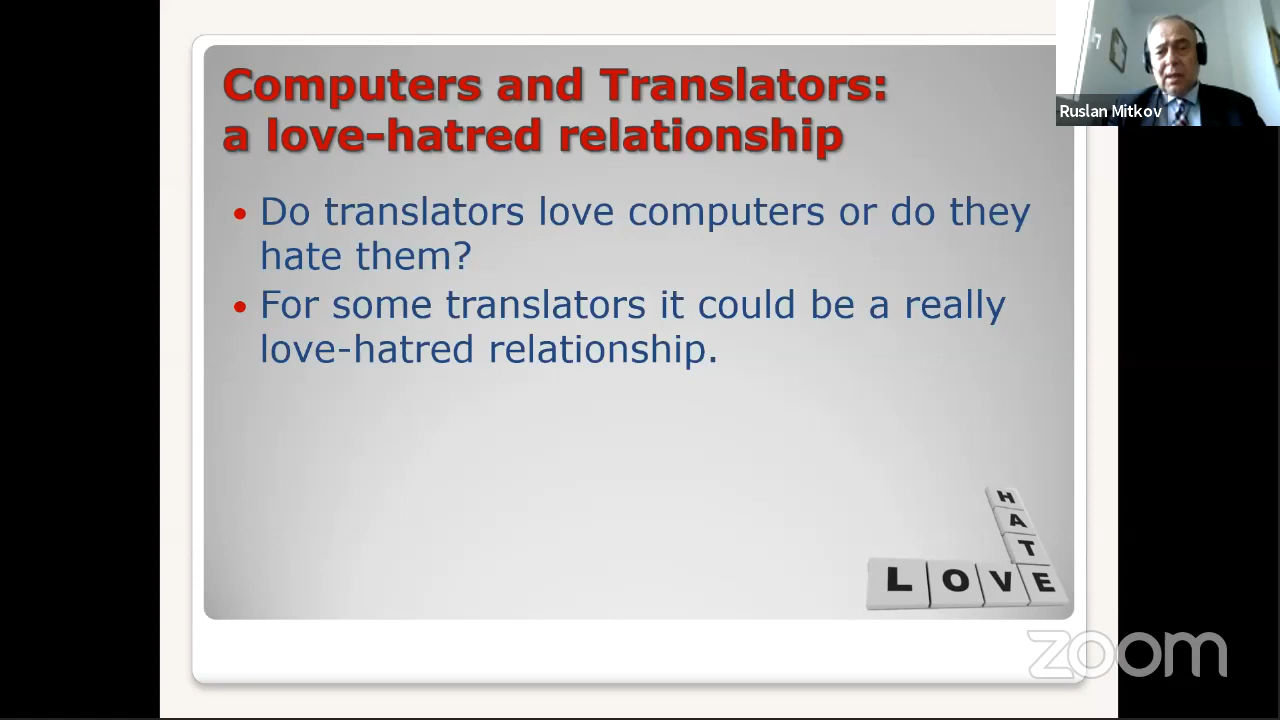 Computers and Translators:
a love-hatred relationship
Ruslan Mitkov
Do translators love computers or do they
hate them?
For some translators it could be a really
love-hatred relationship.
HATE
LOVE
zoom